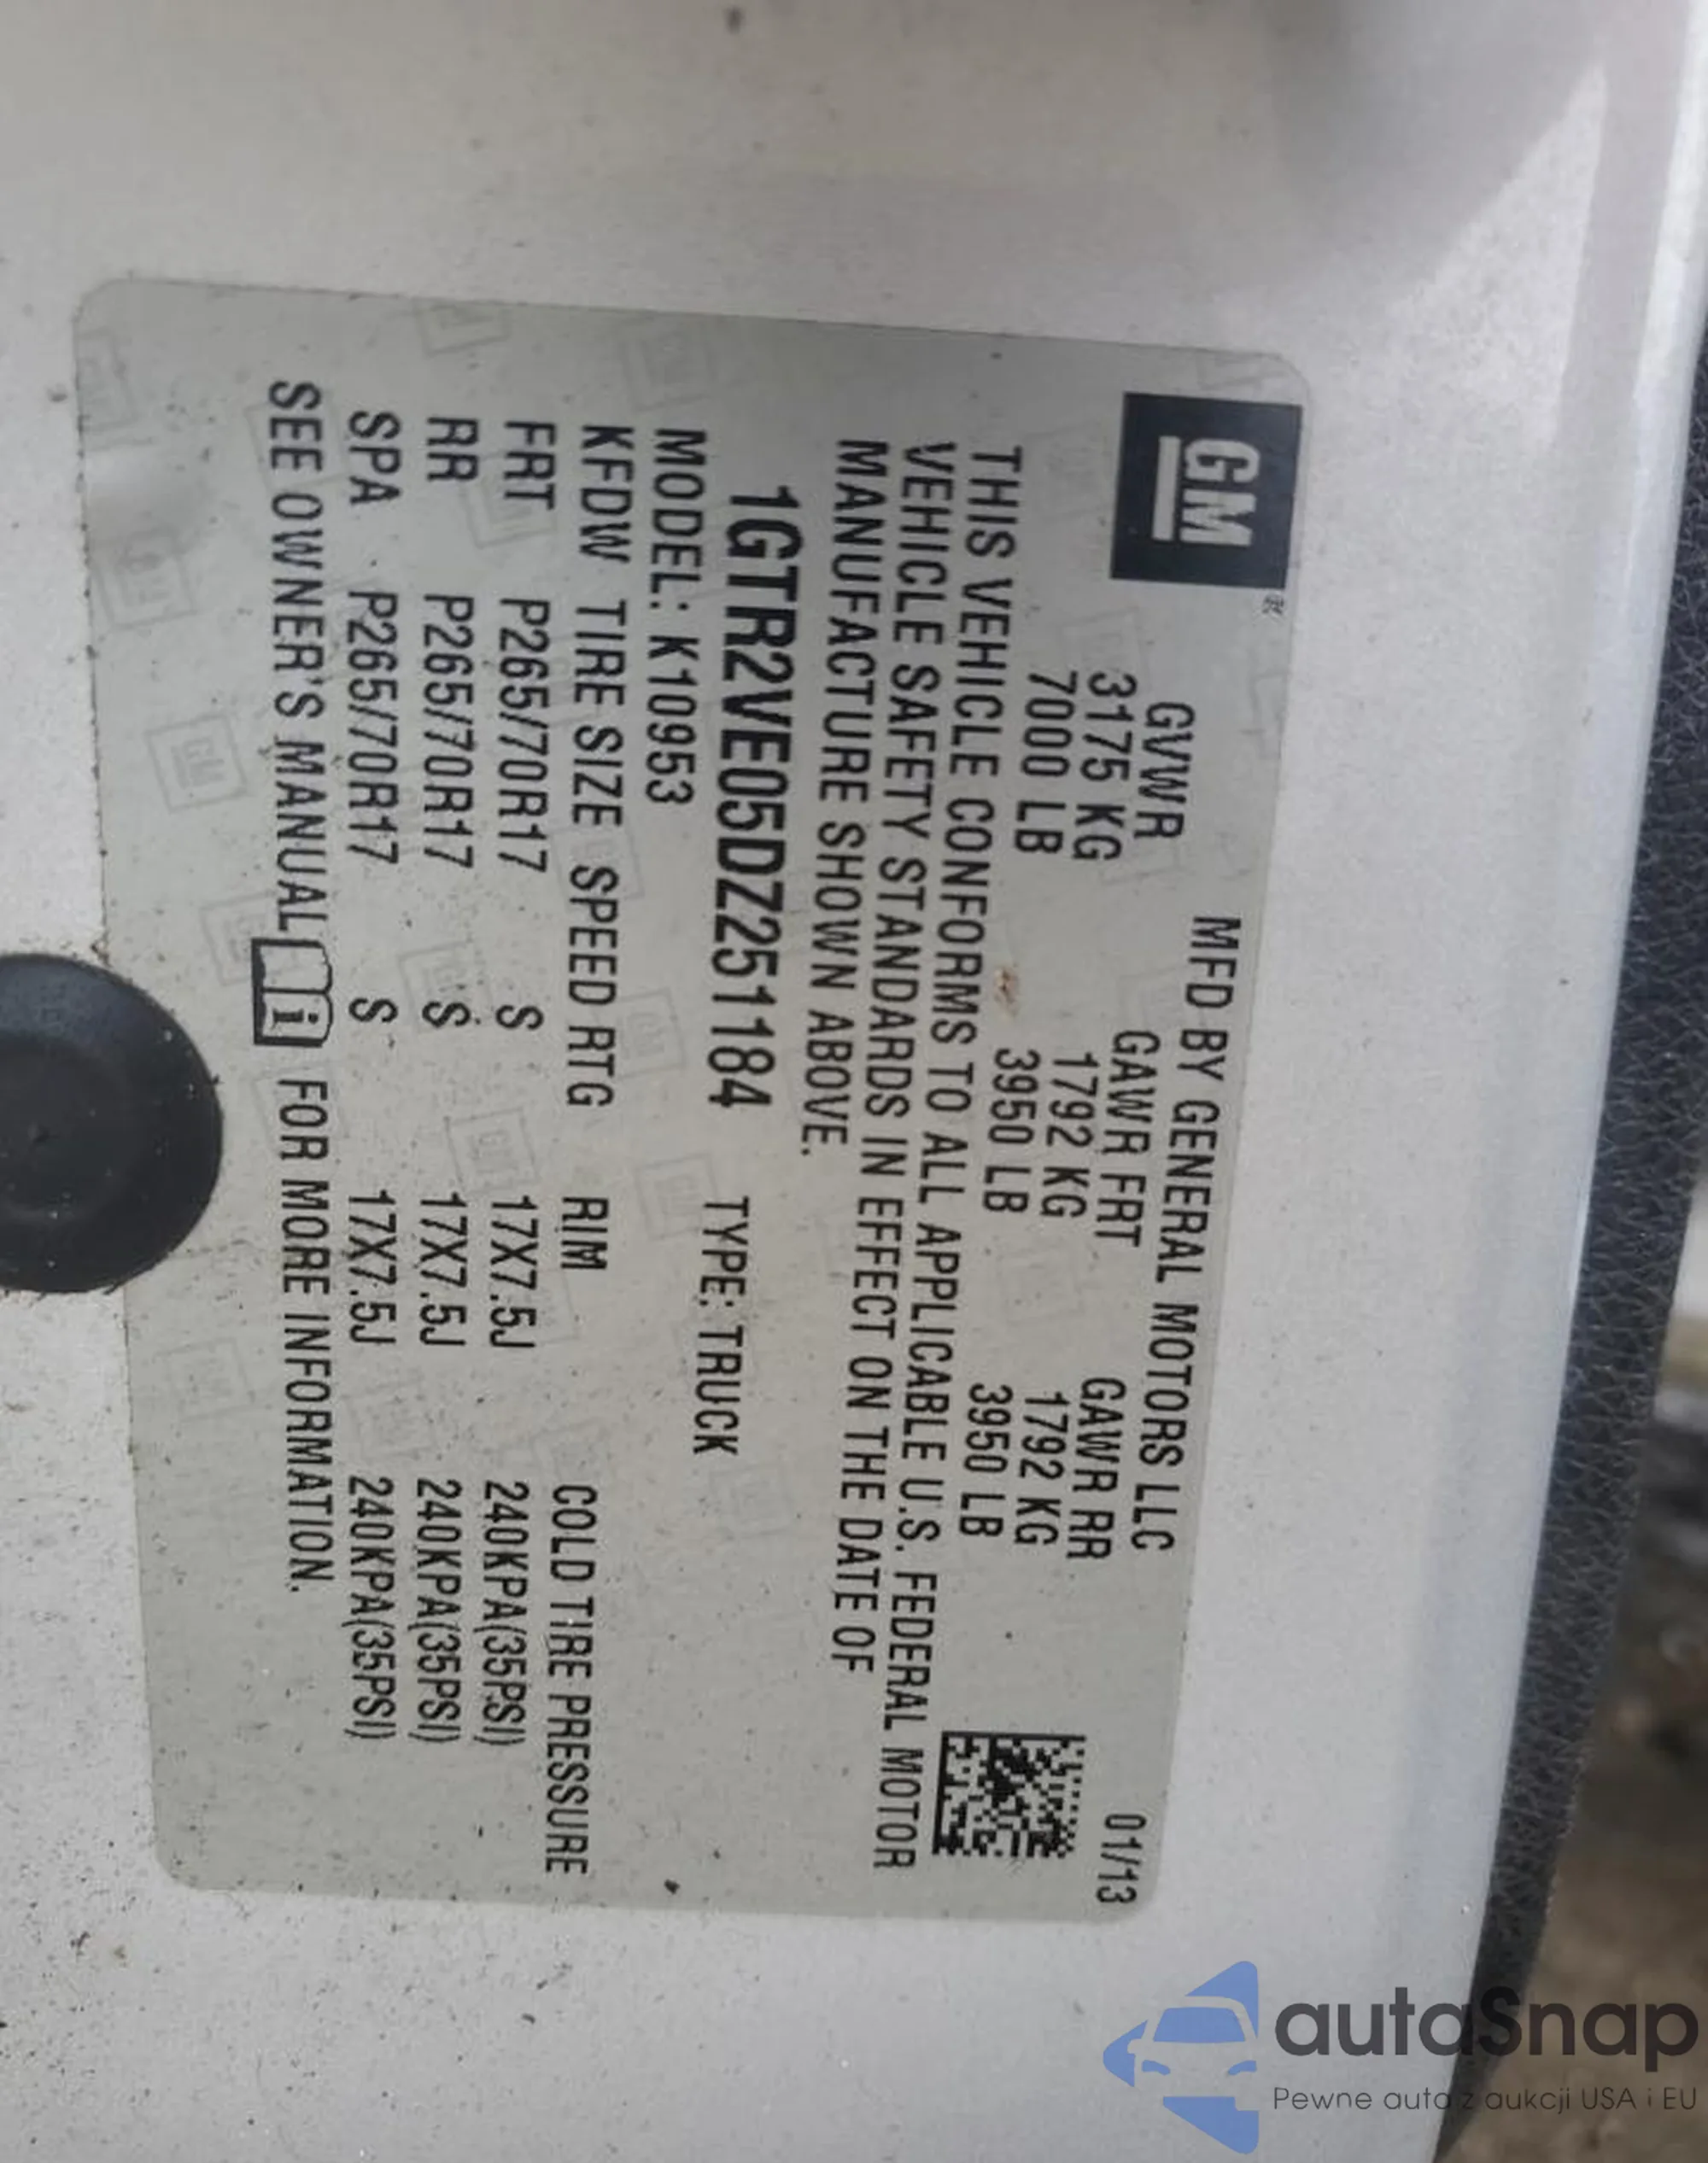 GM
MFD BY GENERAL MOTORS LLC 01/13
GVWR GAWR FRT GAWR RR
3175 KG 1792 KG 1792 KG
7000 LB 3950 LB 3950 LB
THIS VEHICLE CONFORMS TO ALL APPLICABLE U.S. FEDERAL MOTOR
VEHICLE SAFETY STANDARDS IN EFFECT ON THE DATE OF
MANUFACTURE SHOWN ABOVE.
1GTR2VE05DZ251184 TYPE: TRUCK
MODEL: K10953
KFDW TIRE SIZE SPEED RTG RIM COLD TIRE PRESSURE
FRT P265/70R17 S 17X7.5J 240KPA(35PSI)
RR P265/70R17 S 17X7.5J 240KPA(35PSI)
SPA P265/70R17 S 17X7.5J 240KPA(35PSI)
SEE OWNER'S MANUAL i FOR MORE INFORMATION.
autaSnap
Pewne auta z aukcji USA i EU